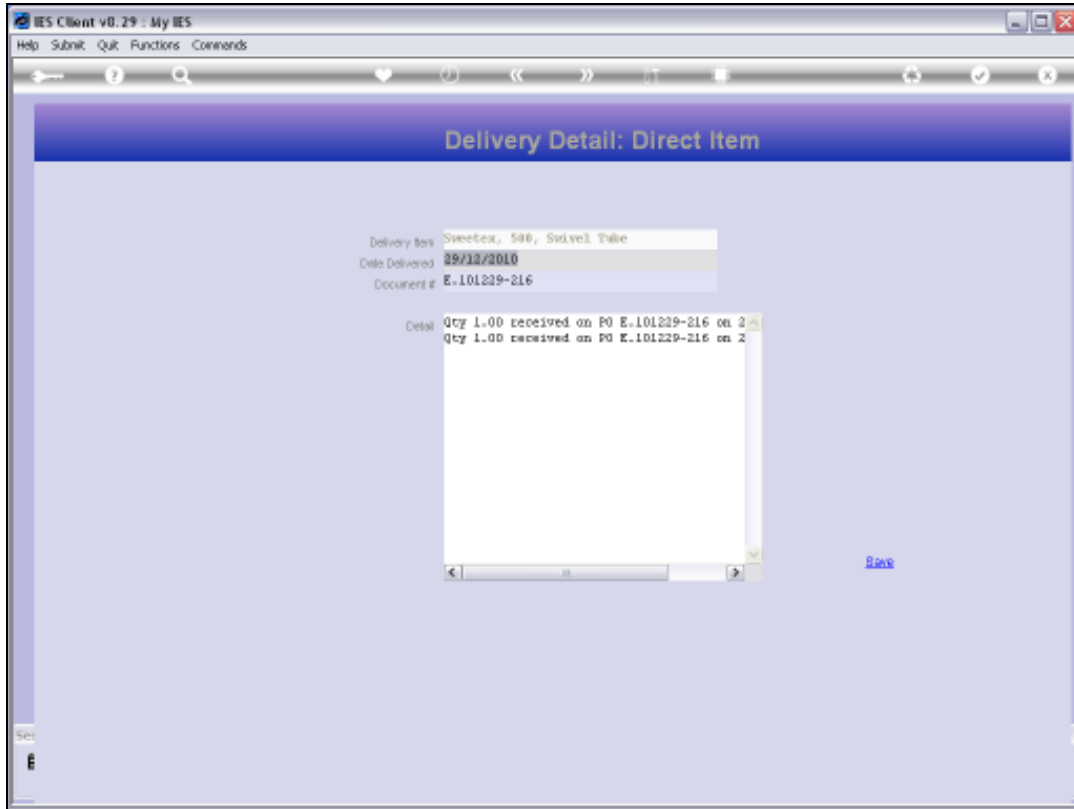 IES Client v8.29 : My IES
Help Submit Quit Functions Commands
Delivery Detail: Direct Item
Delivery Item Sweetex, 500, Swivel Tube
Date Delivered 29/12/2010
Document # E.101229-216
Detail Qty 1.00 received on PO E.101229-216 on 2
Qty 1.00 received on PO E.101229-216 on 2
Save
Ses